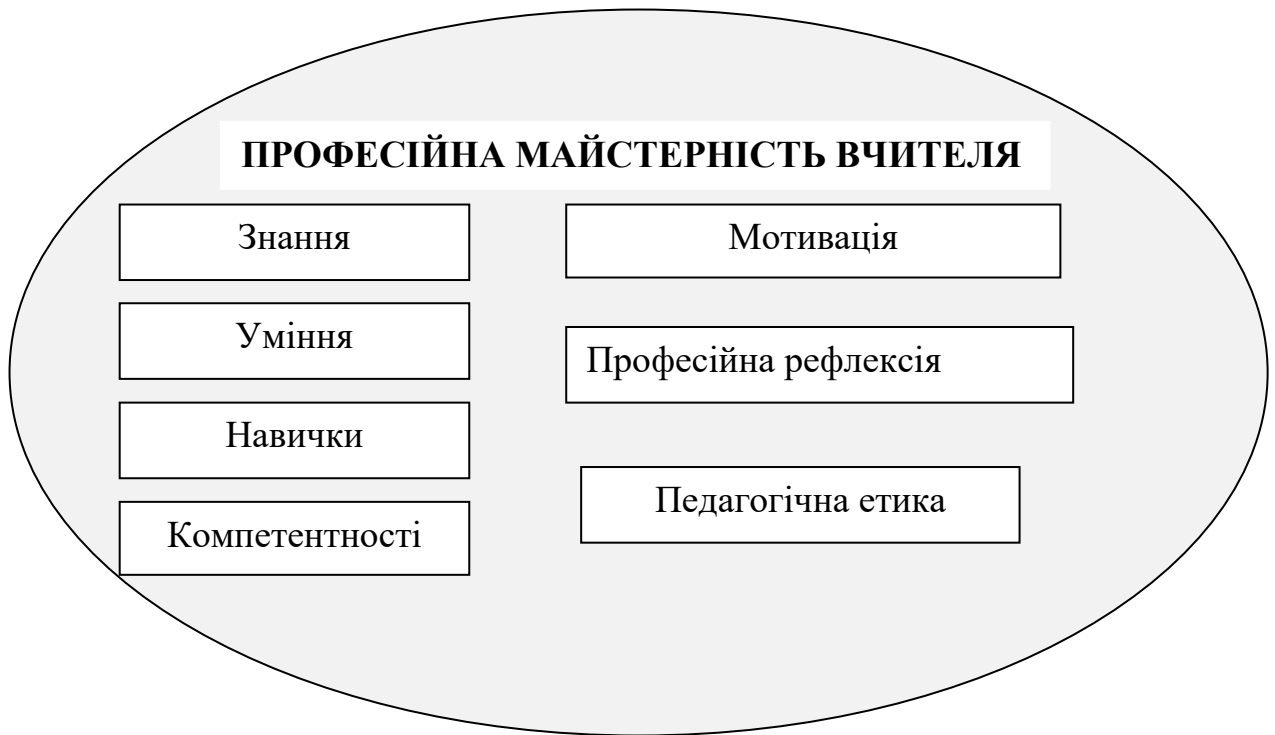 ПРОФЕСІЙНА МАЙСТЕРНІСТЬ ВЧИТЕЛЯ
Знання
Уміння
Навички
Компетентності
Мотивація
Професійна рефлексія
Педагогічна етика